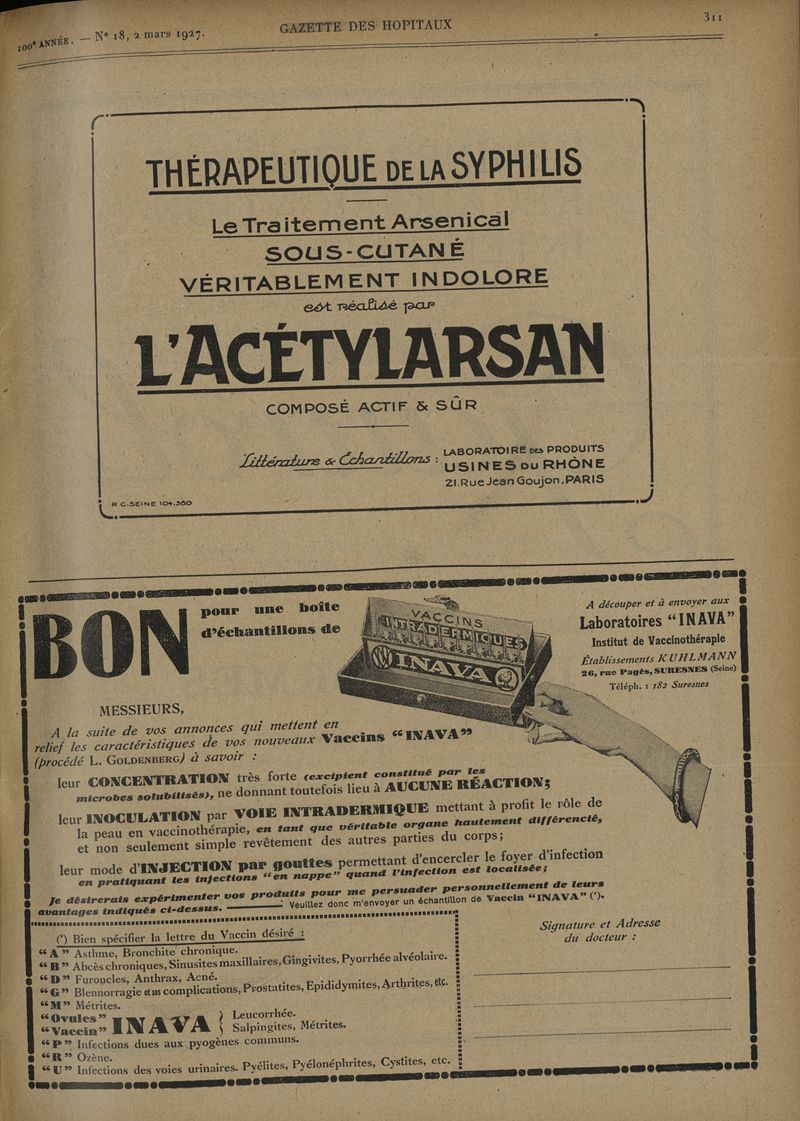 100e ANNÉE. — No 18, 2 mars 1927.
GAZETTE DES HOPITAUX
311
THÉRAPEUTIQUE DE LA SYPHILIS
Le Traitement Arsenical
SOUS-CUTANÉ
VÉRITABLEMENT INDOLORE
est réalisé par
L'ACÉTYLARSAN
COMPOSÉ ACTIF & SÛR
Littérature & Échantillons :
LABORATOIRE DES PRODUITS
USINES DU RHÔNE
21, Rue Jean Goujon, PARIS
R C. SEINE 104.380
BON
pour une boîte
d'échantillons de
VACCINS
INTRADERMIQUES
INAVA
A découper et à envoyer aux
Laboratoires "INAVA"
Institut de Vaccinothérapie
Établissements KUHLMANN
26, rue Pagès, SURESNES (Seine)
Téléph. : 182 Suresnes
MESSIEURS,
A la suite de vos annonces qui mettent en
relief les caractéristiques de vos nouveaux Vaccins "INAVA"
(procédé L. GOLDENBERG) à savoir :
leur CONCENTRATION très forte (excipient constitué par les
microbes solubilisés), ne donnant toutefois lieu à AUCUNE RÉACTION;
leur INOCULATION par VOIE INTRADERMIQUE mettant à profit le rôle de
la peau en vaccinothérapie, en tant que véritable organe hautement différencié,
et non seulement simple revêtement des autres parties du corps;
leur mode d'INJECTION par gouttes permettant d'encercler le foyer d'infection
en pratiquant les injections "en nappe" quand l'infection est localisée;
Je désirerais expérimenter vos produits pour me persuader personnellement de leurs
avantages indiqués ci-dessus. Veuillez donc m'envoyer un échantillon de Vaccin "INAVA" (*).
(*) Bien spécifier la lettre du Vaccin désiré :
"A" Asthme, Bronchite chronique.
"B" Abcès chroniques, Sinusites maxillaires, Gingivites, Pyorrhée alvéolaire.
"D" Furoncles, Anthrax, Acné.
"G" Blennorragie et ses complications, Prostatites, Epididymites, Arthrites, etc.
"M" Métrites.
"Ovules" INAVA } Leucorrhée.
"Vaccin" INAVA } Salpingites, Métrites.
"P" Infections dues aux pyogènes communs.
"R" Ozène.
"U" Infections des voies urinaires. Pyélites, Pyélonéphrites, Cystites, etc.
Signature et Adresse
du docteur :